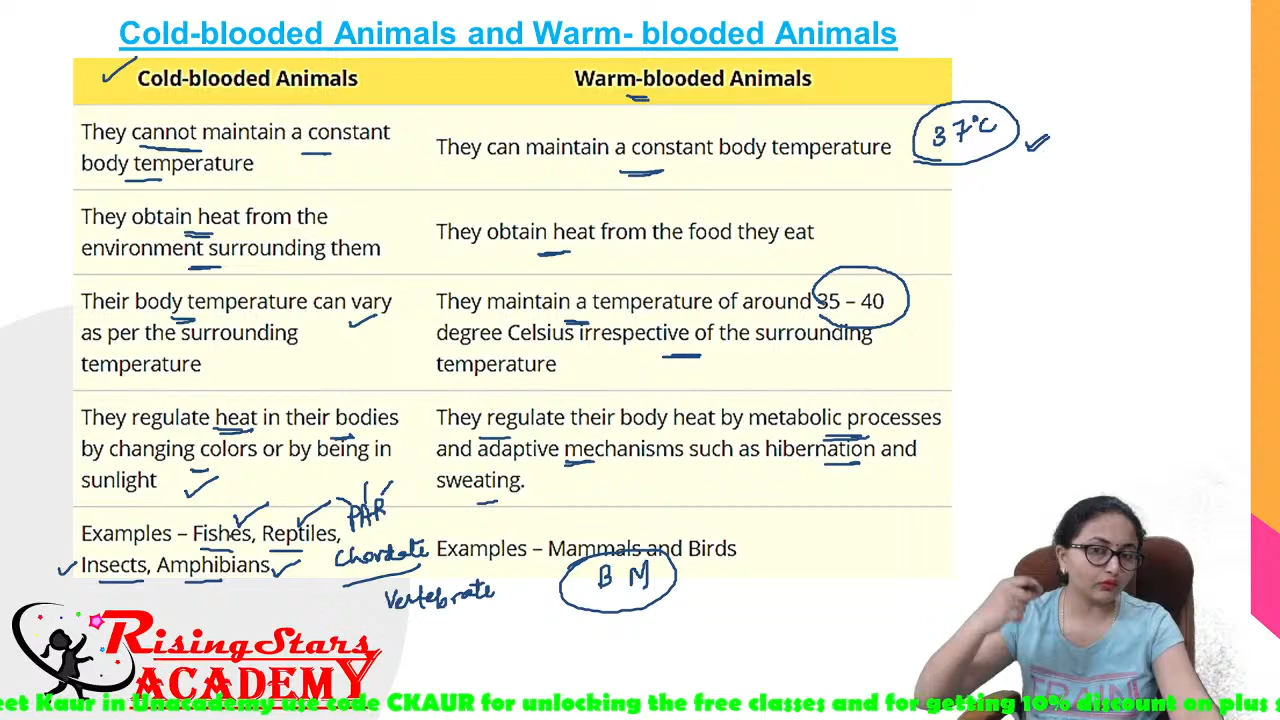 Cold-blooded Animals and Warm- blooded Animals
Cold-blooded Animals
Warm-blooded Animals
They cannot maintain a constant
body temperature
They can maintain a constant body temperature
37°C
They obtain heat from the
environment surrounding them
They obtain heat from the food they eat
Their body temperature can vary
as per the surrounding
temperature
They maintain a temperature of around 35 – 40
degree Celsius irrespective of the surrounding
temperature
They regulate heat in their bodies
by changing colors or by being in
sunlight
They regulate their body heat by metabolic processes
and adaptive mechanisms such as hibernation and
sweating.
PAR
Examples – Fishes, Reptiles,
Insects, Amphibians
Chordate
Vertebrate
Examples – Mammals and Birds
B M
RisingStars
ACADEMY
eet Kaur in Unacademy use code CKAUR for unlocking the free classes and for getting 10% discount on plus